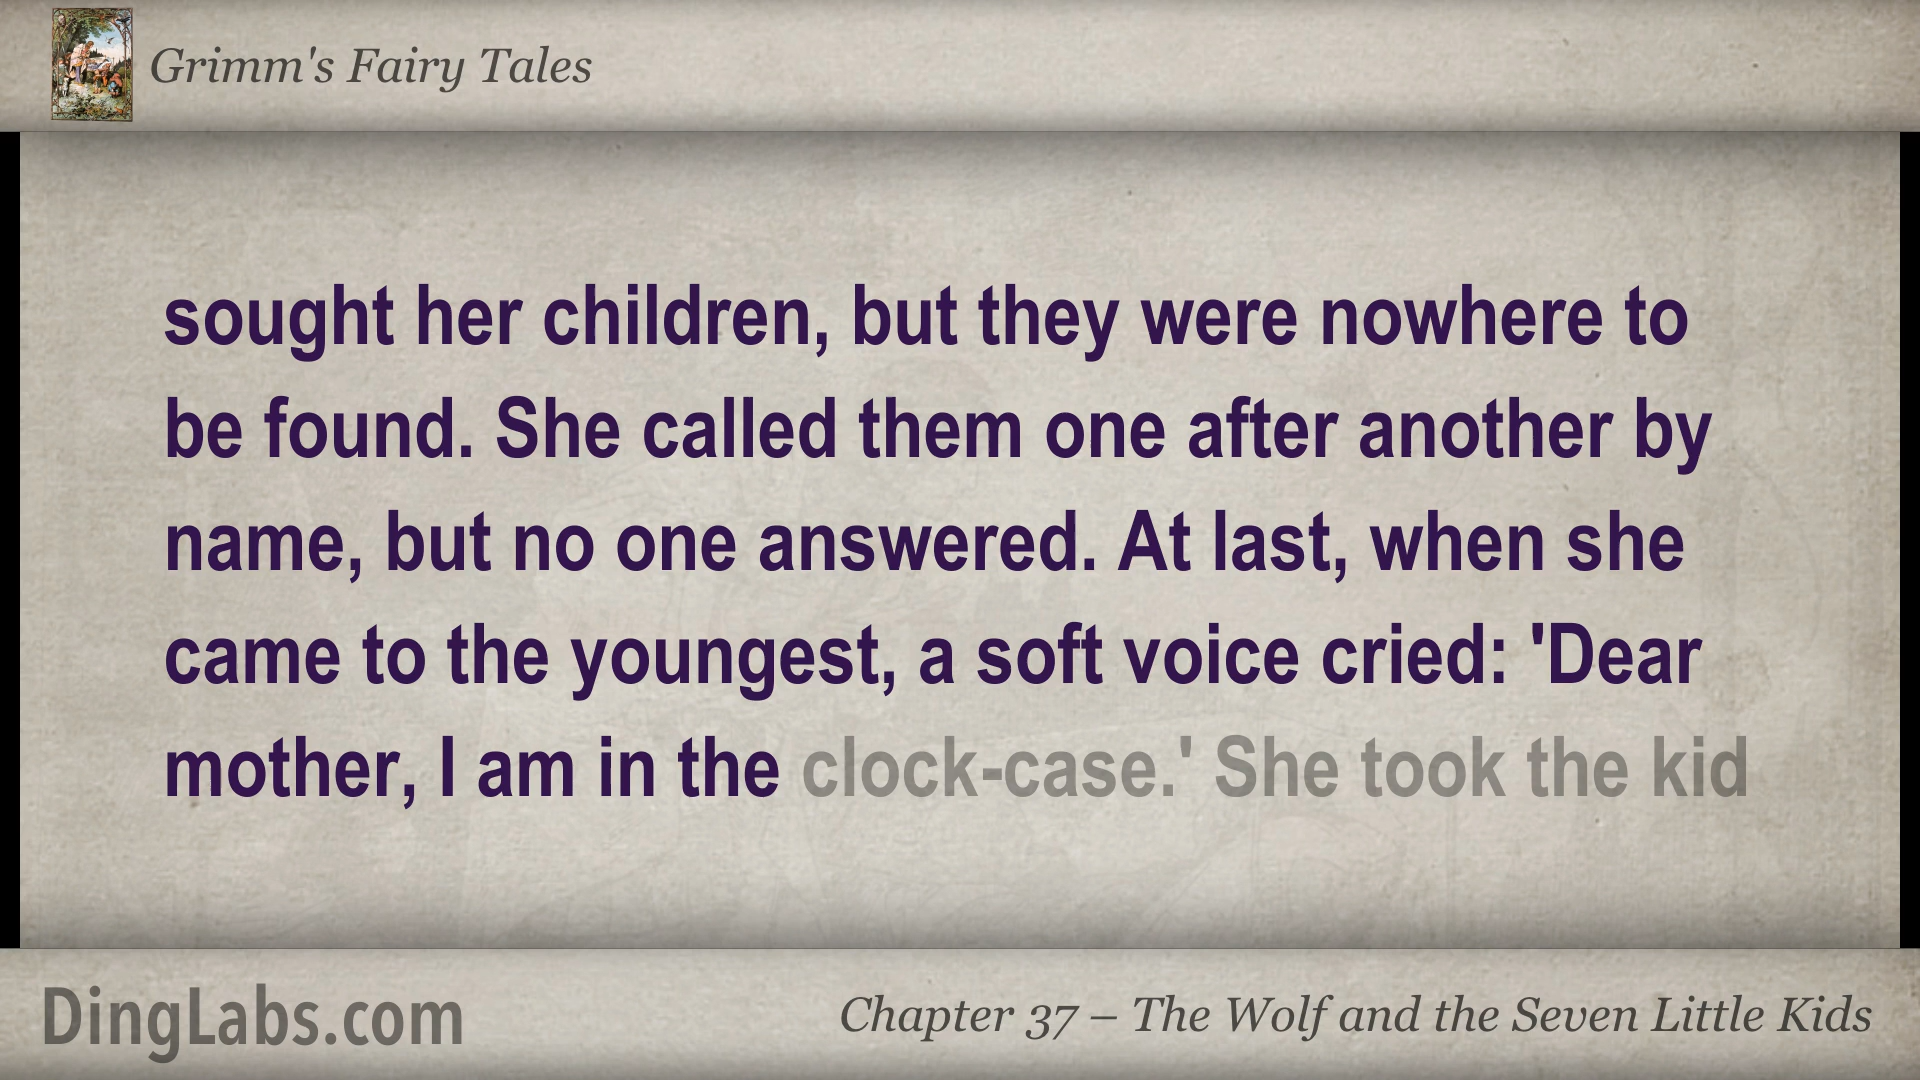 Grimm's Fairy Tales
sought her children, but they were nowhere to
be found. She called them one after another by
name, but no one answered. At last, when she
came to the youngest, a soft voice cried: 'Dear
mother, I am in the clock-case.' She took the kid
DingLabs.com
Chapter 37 – The Wolf and the Seven Little Kids